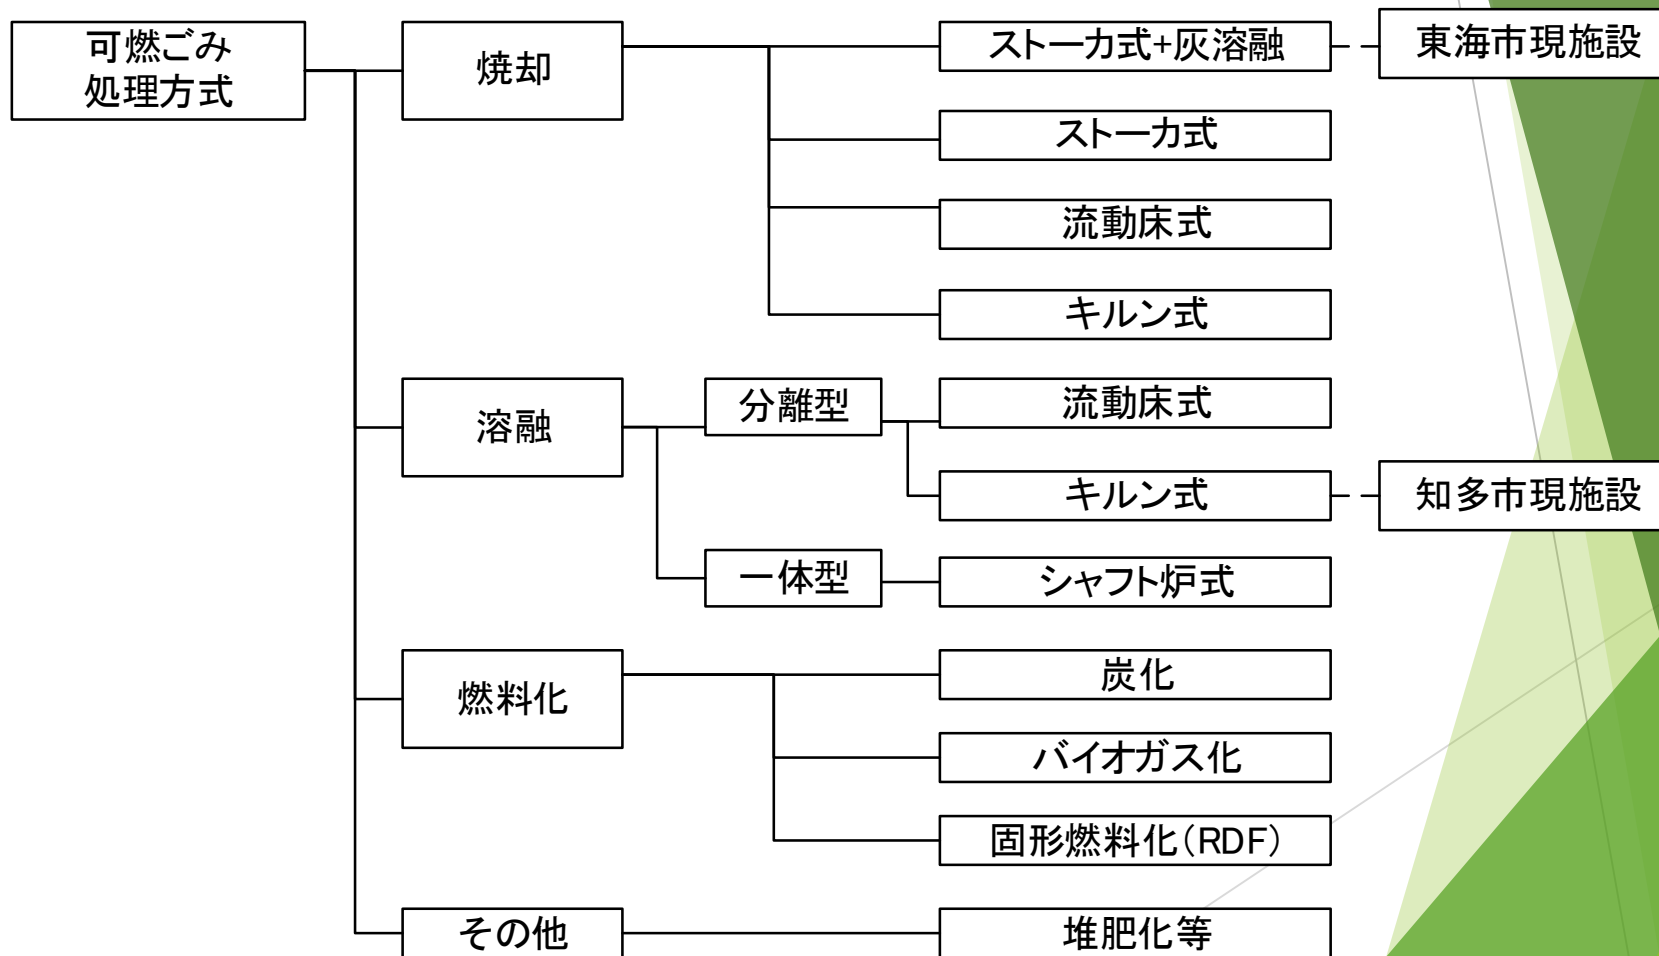 可燃ごみ
処理方式
焼却
ストーカ式+灰溶融
東海市現施設
ストーカ式
流動床式
キルン式
溶融
分離型
流動床式
キルン式
知多市現施設
一体型
シャフト炉式
燃料化
炭化
バイオガス化
固形燃料化(RDF)
その他
堆肥化等